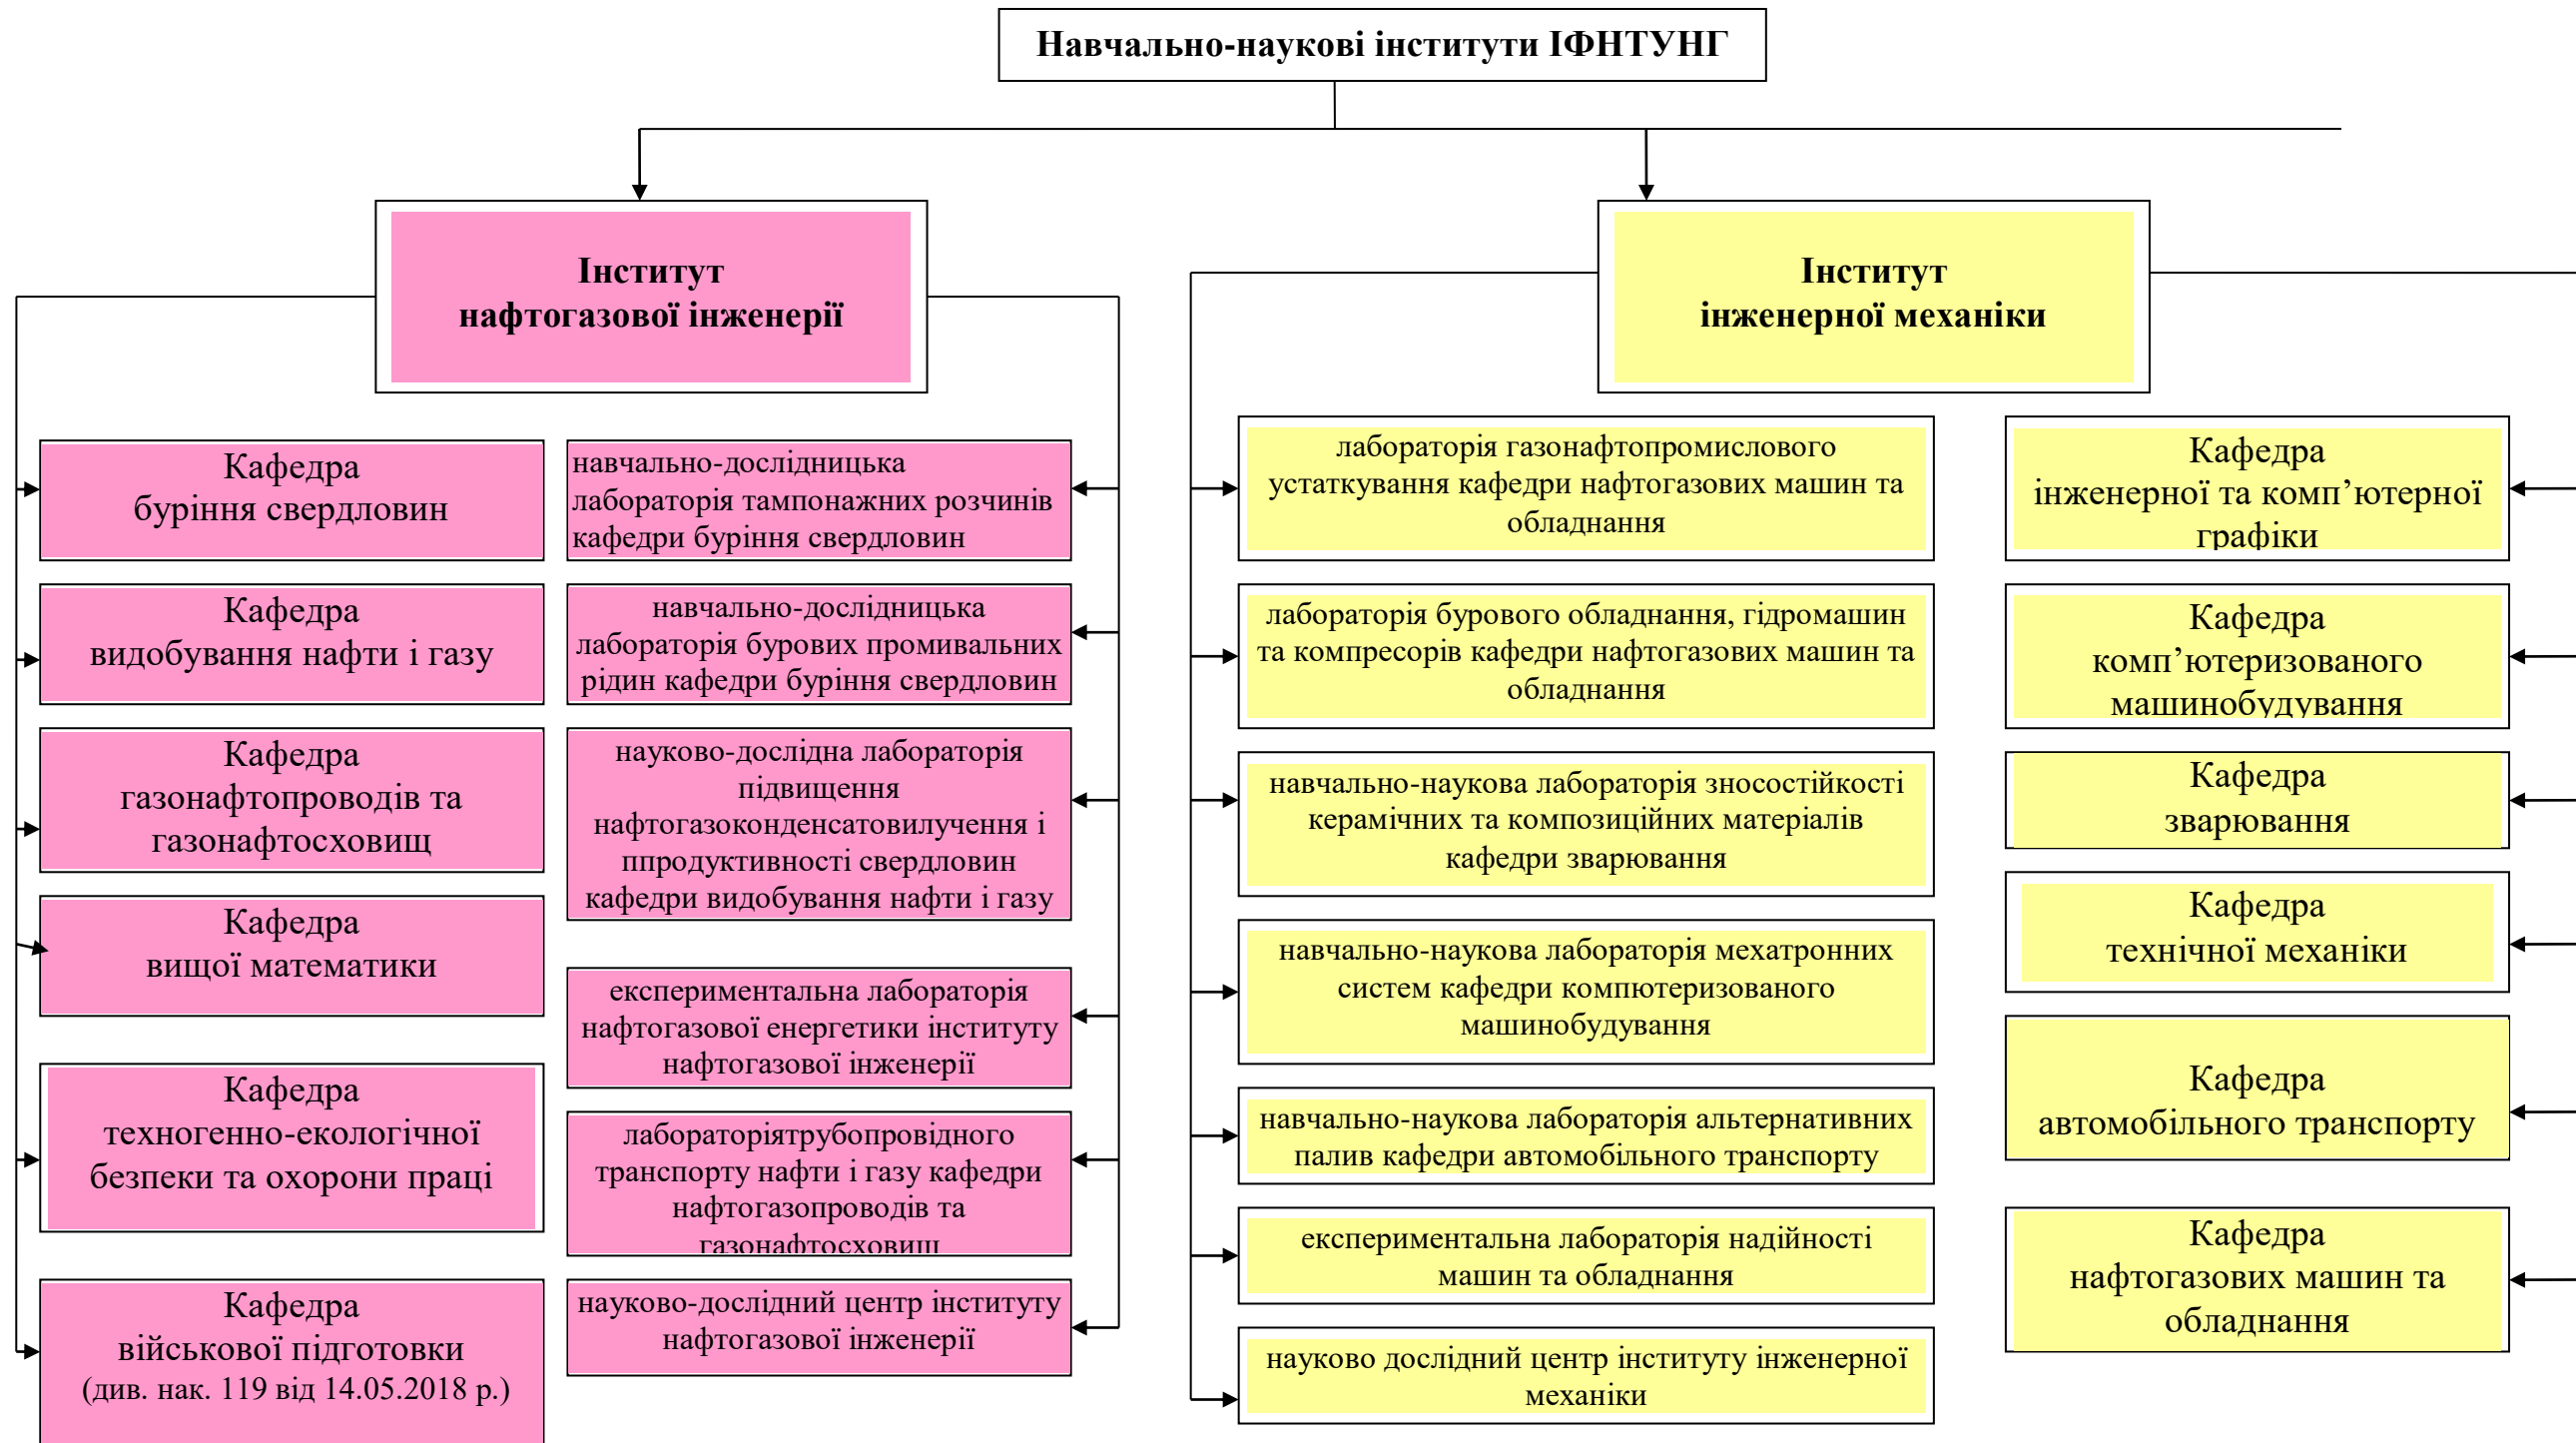 Навчально-наукові інститути ІФНТУНГ
Інститут
нафтогазової інженерії
Інститут
інженерної механіки
Кафедра
буріння свердловин
Кафедра
видобування нафти і газу
Кафедра
газонафтопроводів та
газонафтосховищ
Кафедра
вищої математики
Кафедра
техногенно-екологічної
безпеки та охорони праці
Кафедра
військової підготовки
(див. нак. 119 від 14.05.2018 р.)
навчально-дослідницька
лабораторія тампонажних розчинів
кафедри буріння свердловин
навчально-дослідницька
лабораторія бурових промивальних
рідин кафедри буріння свердловин
науково-дослідна лабораторія
підвищення
нафтогазоконденсатовилучення і
ппродуктивності свердловин
кафедри видобування нафти і газу
експериментальна лабораторія
нафтогазової енергетики інституту
нафтогазової інженерії
лабораторіятрубопровідного
транспорту нафти і газу кафедри
нафтогазопроводів та
газонафтосховищ
науково-дослідний центр інституту
нафтогазової інженерії
лабораторія газонафтопромислового
устаткування кафедри нафтогазових машин та
обладнання
лабораторія бурового обладнання, гідромашин
та компресорів кафедри нафтогазових машин та
обладнання
навчально-наукова лабораторія зносостійкості
керамічних та композиційних матеріалів
кафедри зварювання
навчально-наукова лабораторія мехатронних
систем кафедри компютеризованого
машинобудування
навчально-наукова лабораторія альтернативних
палив кафедри автомобільного транспорту
експериментальна лабораторія надійності
машин та обладнання
науково дослідний центр інституту інженерної
механіки
Кафедра
інженерної та комп’ютерної
графіки
Кафедра
комп’ютеризованого
машинобудування
Кафедра
зварювання
Кафедра
технічної механіки
Кафедра
автомобільного транспорту
Кафедра
нафтогазових машин та
обладнання